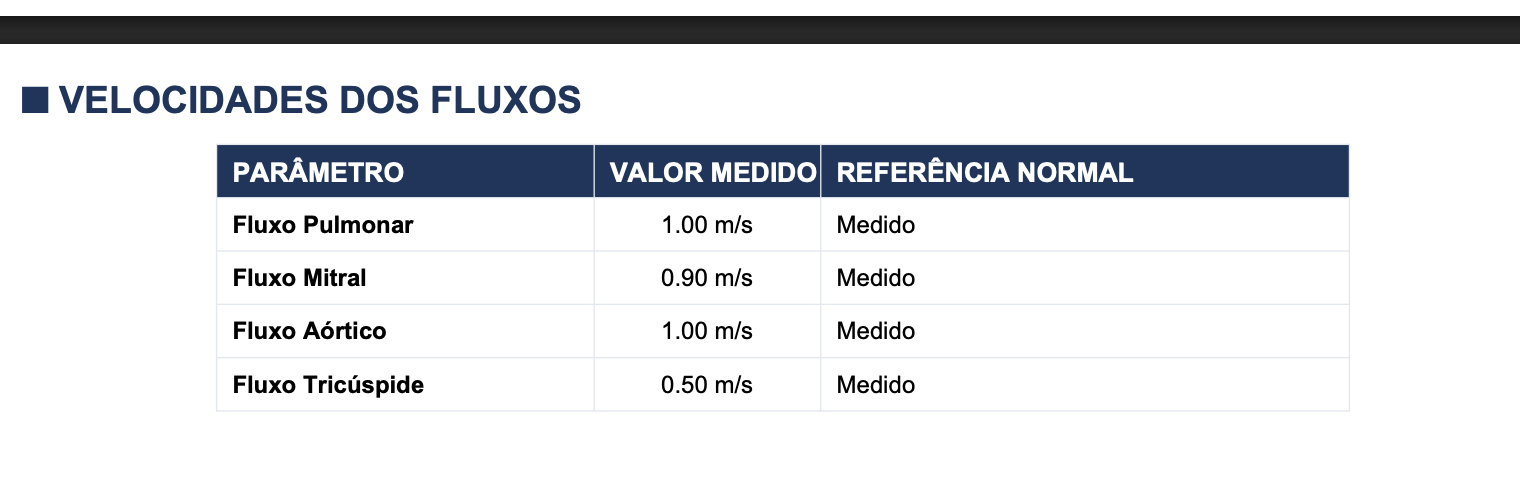 VELOCIDADES DOS FLUXOS
PARÂMETRO VALOR MEDIDO REFERÊNCIA NORMAL
Fluxo Pulmonar 1.00 m/s Medido
Fluxo Mitral 0.90 m/s Medido
Fluxo Aórtico 1.00 m/s Medido
Fluxo Tricúspide 0.50 m/s Medido